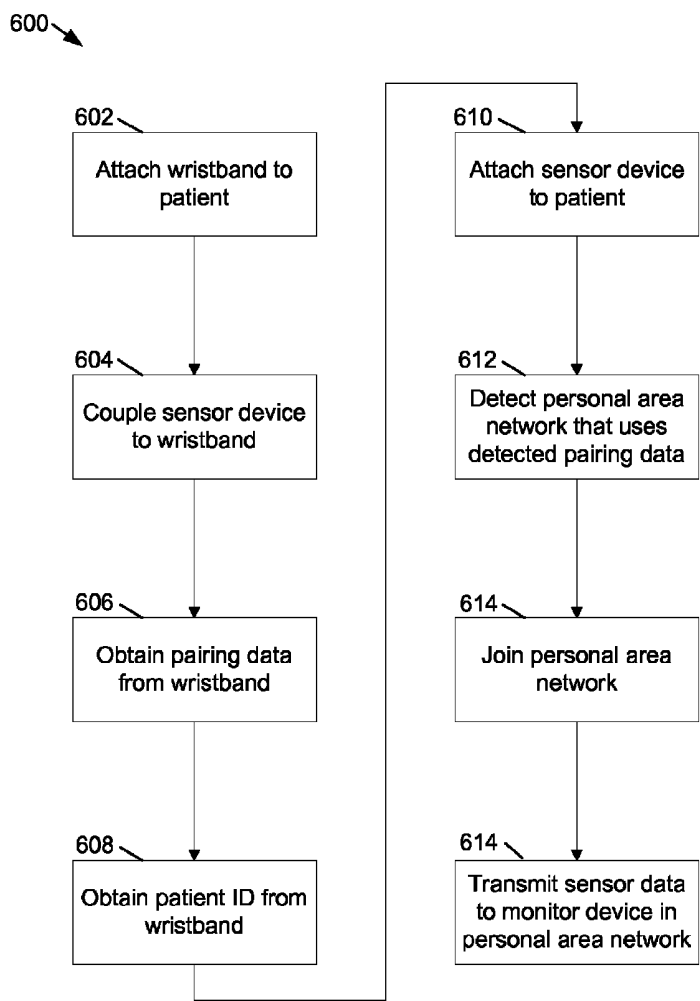 600
602
Attach wristband to
patient
604
Couple sensor device
to wristband
606
Obtain pairing data
from wristband
608
Obtain patient ID from
wristband
610
Attach sensor device
to patient
612
Detect personal area
network that uses
detected pairing data
614
Join personal area
network
614
Transmit sensor data
to monitor device in
personal area network